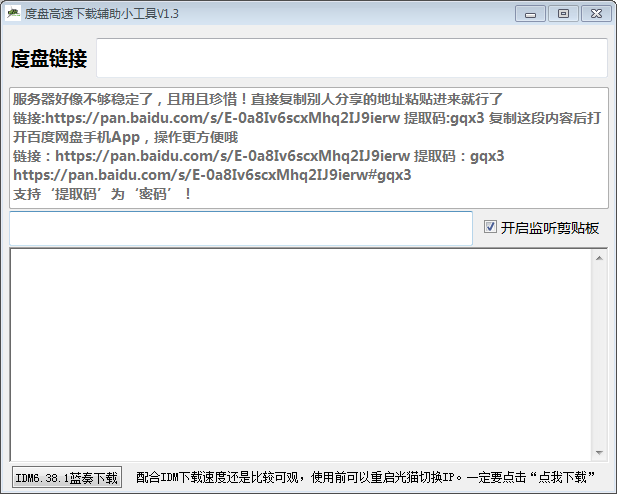 度盘高速下载辅助小工具V1.3
度盘链接
服务器好像不够稳定了，且用且珍惜！直接复制别人分享的地址粘贴进来就行了
链接:https://pan.baidu.com/s/E-0a8Iv6scxMhq2IJ9ierw 提取码:gqx3 复制这段内容后打
开百度网盘手机App，操作更方便哦
链接：https://pan.baidu.com/s/E-0a8Iv6scxMhq2IJ9ierw 提取码：gqx3
https://pan.baidu.com/s/E-0a8Iv6scxMhq2IJ9ierw#gqx3
支持‘提取码’为‘密码’！
开启监听剪贴板
IDM6.38.1蓝奏下载
配合IDM下载速度还是比较可观，使用前可以重启光猫切换IP。一定要点击“点我下载”